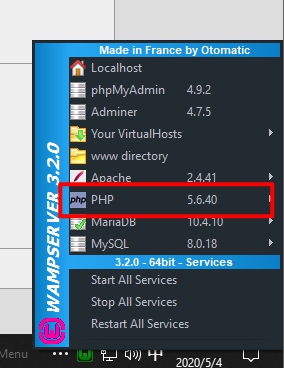 Made in France by Otomatic
Localhost
phpMyAdmin 4.9.2
Adminer 4.7.5
Your VirtualHosts
www directory
Apache 2.4.41
php PHP 5.6.40
MariaDB 10.4.10
MySQL 8.0.18
3.2.0 - 64bit - Services
Start All Services
Stop All Services
Restart All Services
WAMPSERVER 3.2.0
Menu
中
2020/5/4